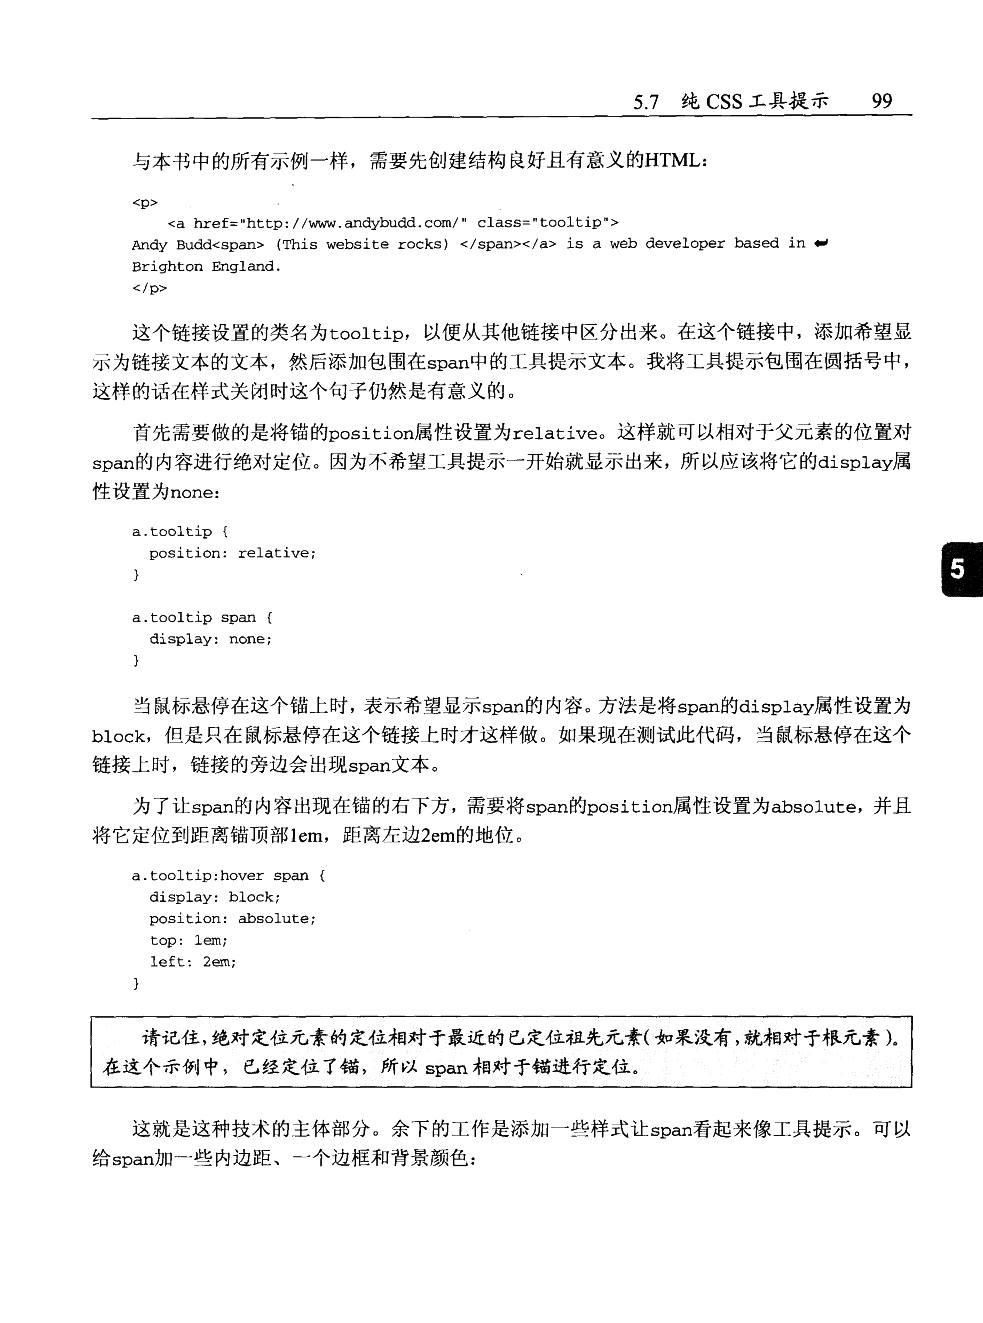 5.7 纯 CSS 工具提示 99
与本书中的所有示例一样，需要先创建结构良好且有意义的HTML：
<p>
<a href="http://www.andybudd.com/" class="tooltip">
Andy Budd<span> (This website rocks) </span></a> is a web developer based in ↩
Brighton England.
</p>
这个链接设置的类名为tooltip，以便从其他链接中区分出来。在这个链接中，添加希望显
示为链接文本的文本，然后添加包围在span中的工具提示文本。我将工具提示包围在圆括号中，
这样的话在样式关闭时这个句子仍然是有意义的。
首先需要做的是将锚的position属性设置为relative。这样就可以相对于父元素的位置对
span的内容进行绝对定位。因为不希望工具提示一开始就显示出来，所以应该将它的display属
性设置为none：
a.tooltip {
position: relative;
}
5
a.tooltip span {
display: none;
}
当鼠标悬停在这个锚上时，表示希望显示span的内容。方法是将span的display属性设置为
block，但是只在鼠标悬停在这个链接上时才这样做。如果现在测试此代码，当鼠标悬停在这个
链接上时，链接的旁边会出现span文本。
为了让span的内容出现在锚的右下方，需要将span的position属性设置为absolute，并且
将它定位到距离锚顶部1em，距离左边2em的地位。
a.tooltip:hover span {
display: block;
position: absolute;
top: 1em;
left: 2em;
}
请记住，绝对定位元素的定位相对于最近的已定位祖先元素（如果没有，就相对于根元素）。
在这个示例中，已经定位了锚，所以 span 相对于锚进行定位。
这就是这种技术的主体部分。余下的工作是添加一些样式让span看起来像工具提示。可以
给span加一些内边距、一个边框和背景颜色：